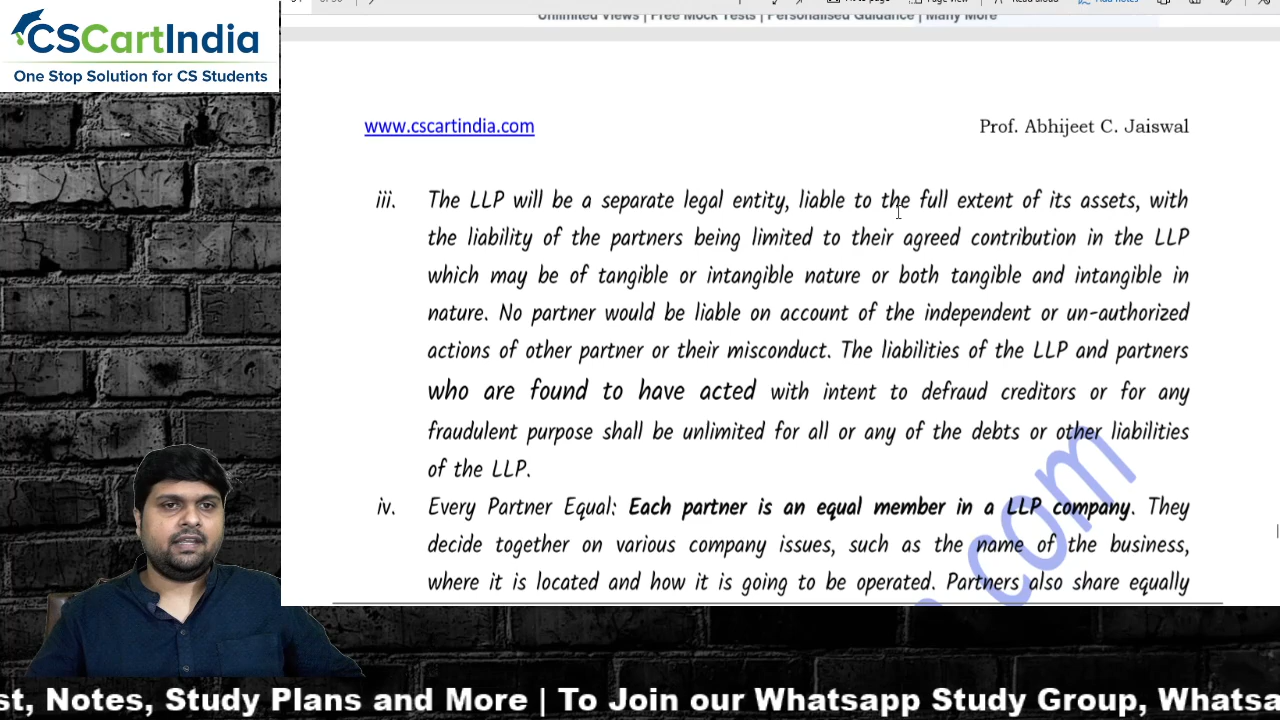 Unlimited Views | Free Mock Tests | Personalised Guidance | Many More
CSCartIndia
One Stop Solution for CS Students
www.cscartindia.com
Prof. Abhijeet C. Jaiswal
iii. The LLP will be a separate legal entity, liable to the full extent of its assets, with
the liability of the partners being limited to their agreed contribution in the LLP
which may be of tangible or intangible nature or both tangible and intangible in
nature. No partner would be liable on account of the independent or un-authorized
actions of other partner or their misconduct. The liabilities of the LLP and partners
who are found to have acted with intent to defraud creditors or for any
fraudulent purpose shall be unlimited for all or any of the debts or other liabilities
of the LLP.
iv. Every Partner Equal: Each partner is an equal member in a LLP company. They
decide together on various company issues, such as the name of the business,
where it is located and how it is going to be operated. Partners also share equally
st, Notes, Study Plans and More | To Join our Whatsapp Study Group, Whatsa